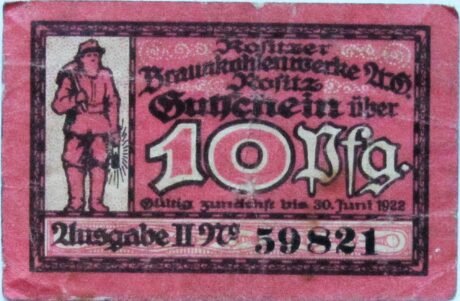 Rositzer
Braunkohlenwerke A.G.
Rositz
Gutschein über
10 Pfg.
Gültig zunächst bis 30. Juni 1922
Ausgabe II No 59821